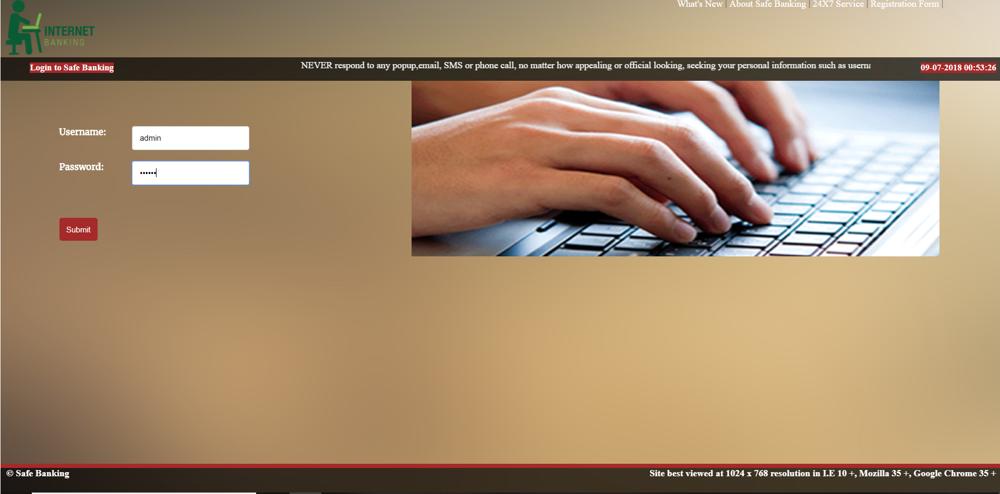 What's New | About Safe Banking | 24X7 Service | Registration Form |
INTERNET
BANKING
Login to Safe Banking
NEVER respond to any popup,email, SMS or phone call, no matter how appealing or official looking, seeking your personal information such as userna
09-07-2018 00:53:26
Username:
admin
Password:
••••••
Submit
© Safe Banking
Site best viewed at 1024 x 768 resolution in I.E 10 +, Mozilla 35 +, Google Chrome 35 +